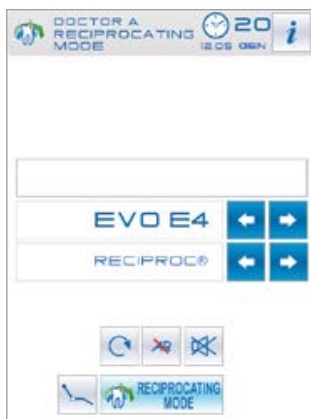 DOCTOR A
RECIPROCATING
MODE
20
12:05 GEN
i
EVO E4
RECIPROC®
RECIPROCATING
MODE